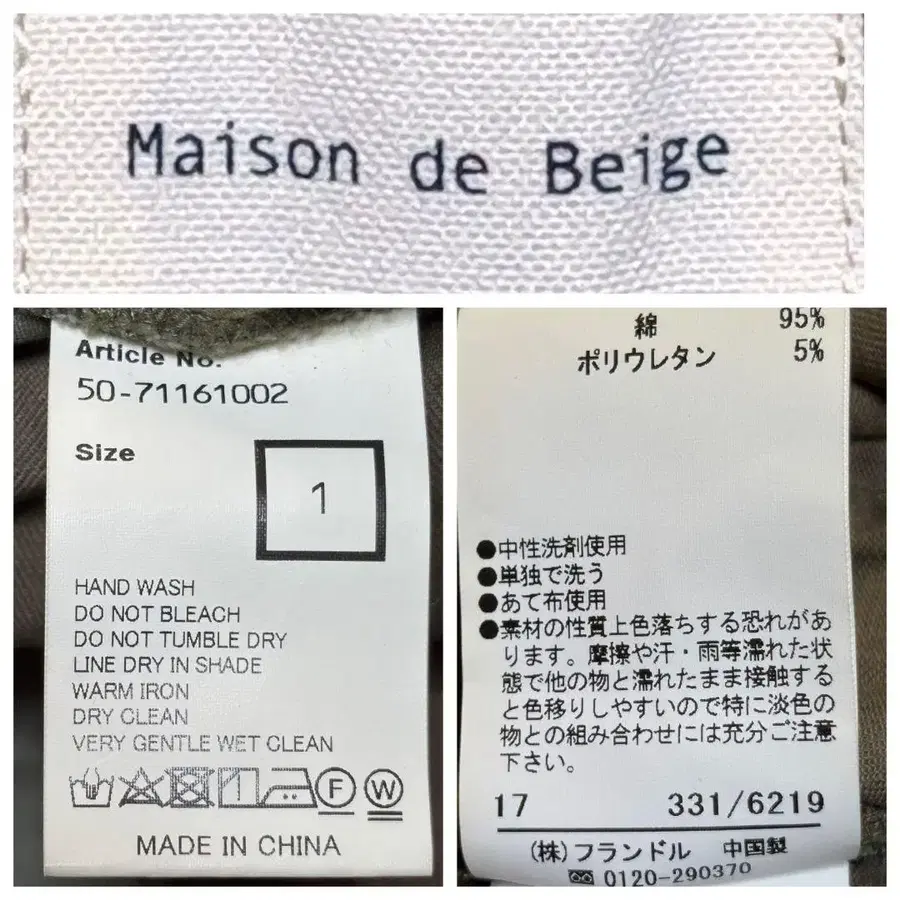 Maison de Beige
Article No.
50-71161002
Size
1
HAND WASH
DO NOT BLEACH
DO NOT TUMBLE DRY
LINE DRY IN SHADE
WARM IRON
DRY CLEAN
VERY GENTLE WET CLEAN
F W
MADE IN CHINA
綿 95%
ポリウレタン 5%
●中性洗剤使用
●単独で洗う
●あて布使用
●素材の性質上色落ちする恐れがあ
ります。摩擦や汗・雨等濡れた状
態で他の物と濡れたまま接触する
と色移りしやすいので特に淡色の
物との組み合わせには充分ご注意
下さい。
17 331/6219
(株)フランドル 中国製
0120-290370